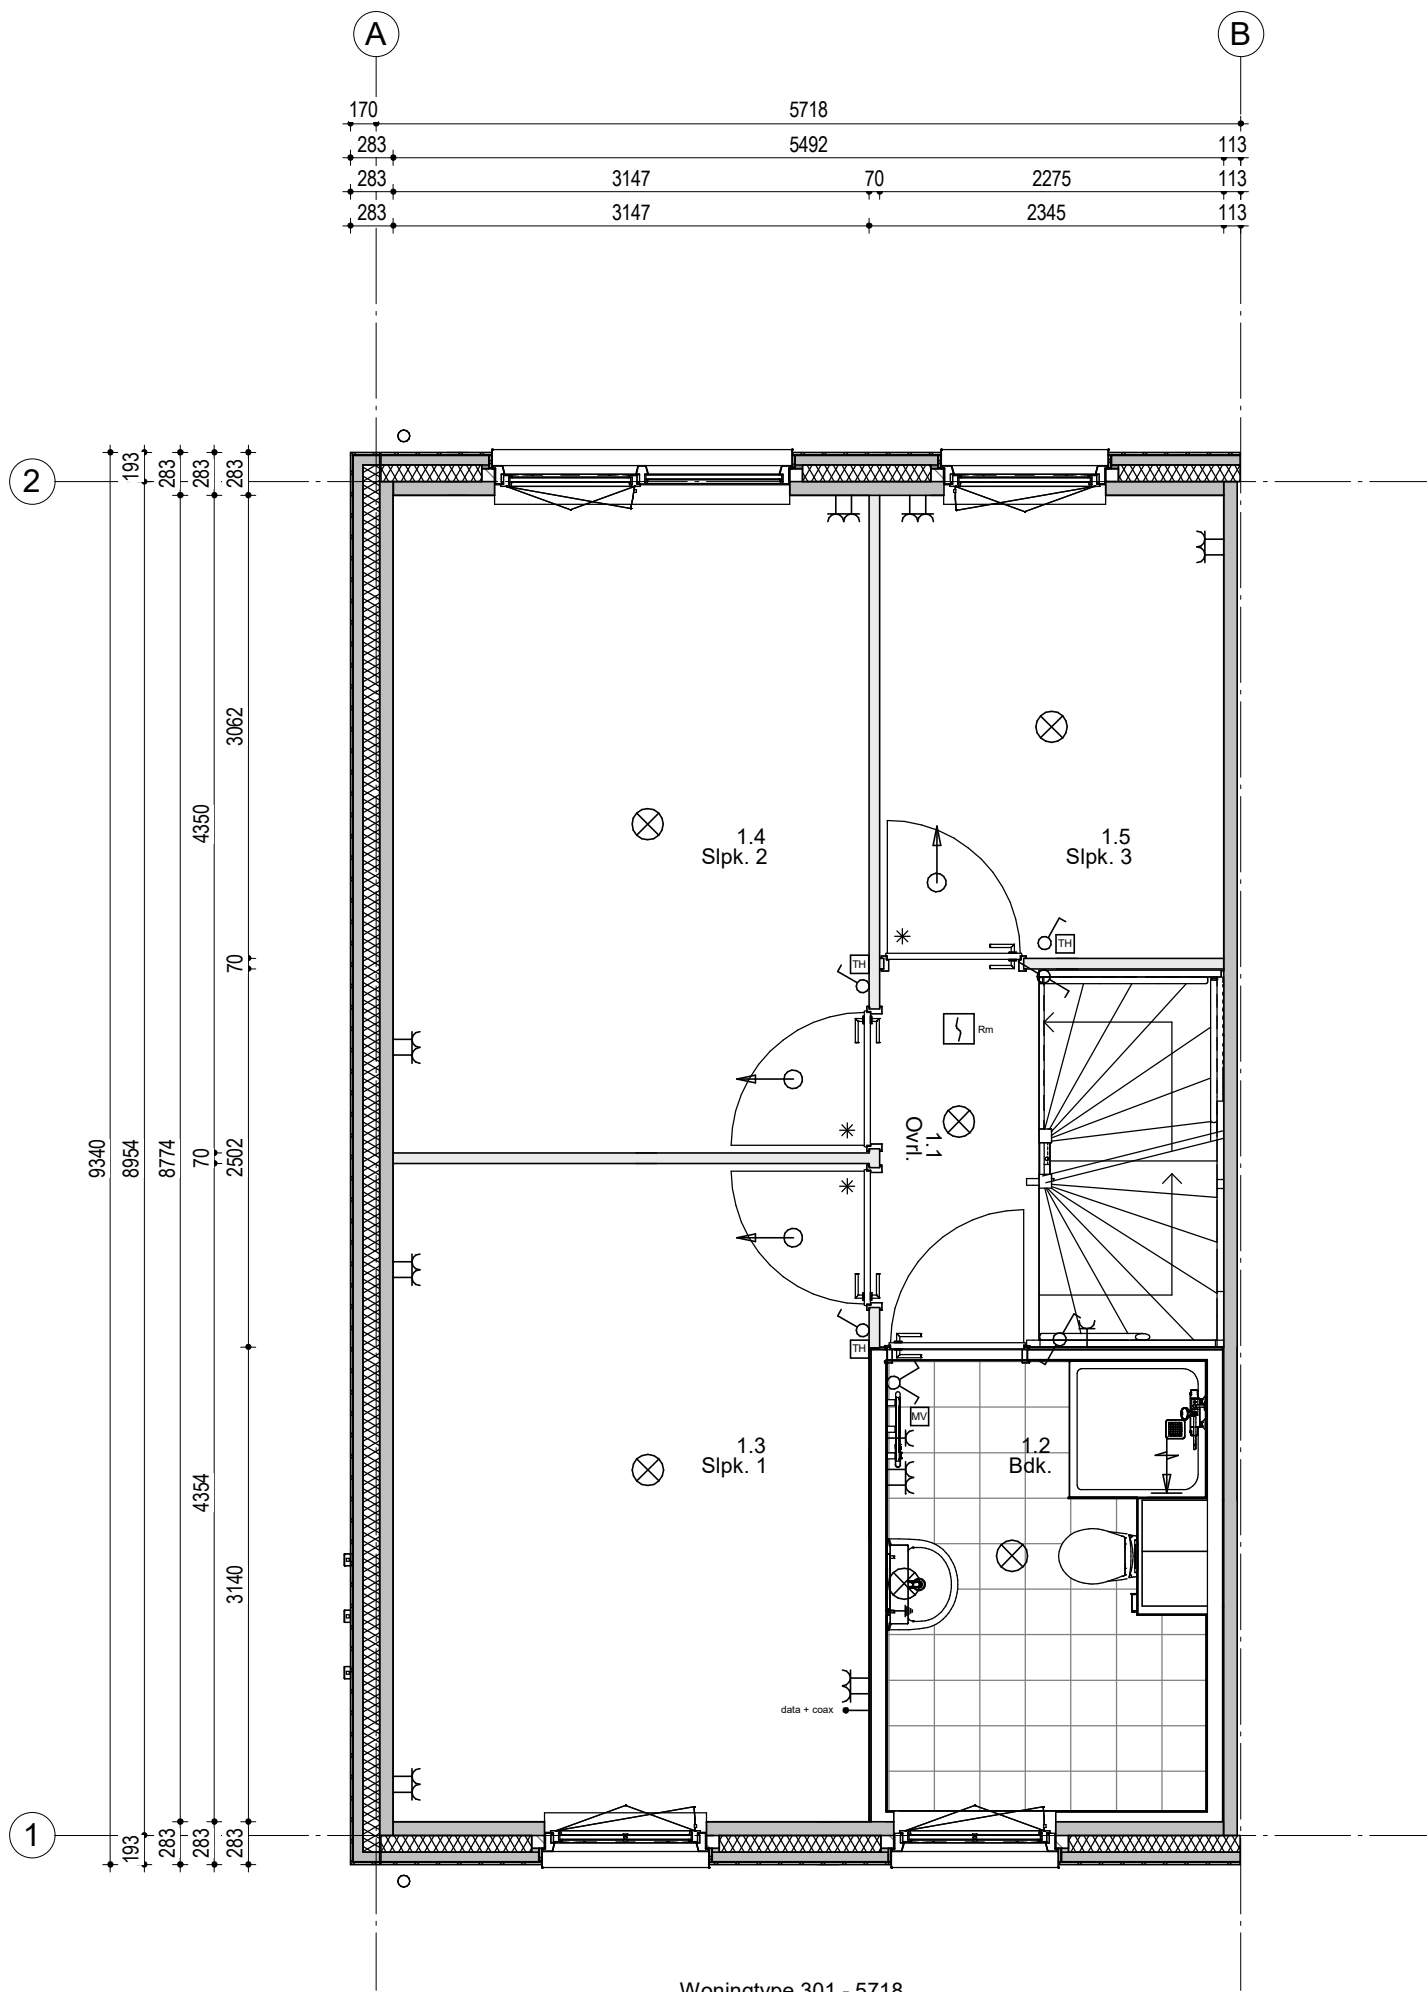 A B
170 5718
283 5492 113
283 3147 70 2275 113
283 3147 2345 113
2
193 283 283 283
3062
4350
1.4
Slpk. 2
1.5
Slpk. 3
TH
TH
70
Rm
1.1
Ovrl.
9340 8954 8774 70 2502
TH
MV
1.3
Slpk. 1
1.2
Bdk.
4354
3140
data + coax
1
193 283 283 283
Woningtype 301 - 5718